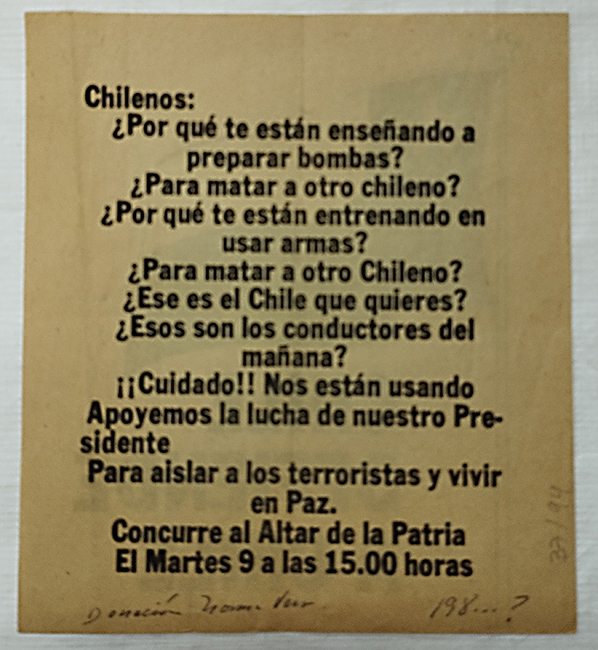 Chilenos:
¿Por qué te están enseñando a
preparar bombas?
¿Para matar a otro chileno?
¿Por qué te están entrenando en
usar armas?
¿Para matar a otro Chileno?
¿Ese es el Chile que quieres?
¿Esos son los conductores del
mañana?
¡¡Cuidado!! Nos están usando
Apoyemos la lucha de nuestro Pre-
sidente
Para aislar a los terroristas y vivir
en Paz.
Concurre al Altar de la Patria
El Martes 9 a las 15.00 horas
Donación
198...?